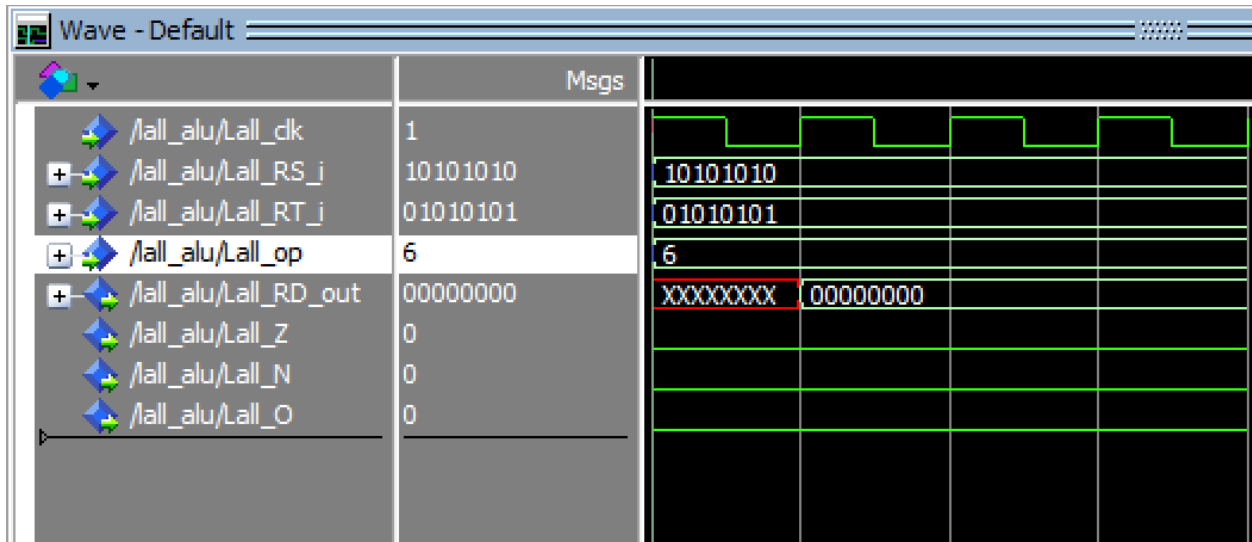 Wave - Default
Msgs
/lall_alu/Lall_clk 1 
/lall_alu/Lall_RS_i 10101010 10101010
/lall_alu/Lall_RT_i 01010101 01010101
/lall_alu/Lall_op 6 6
/lall_alu/Lall_RD_out 00000000 XXXXXXXX 00000000
/lall_alu/Lall_Z 0
/lall_alu/Lall_N 0
/lall_alu/Lall_O 0